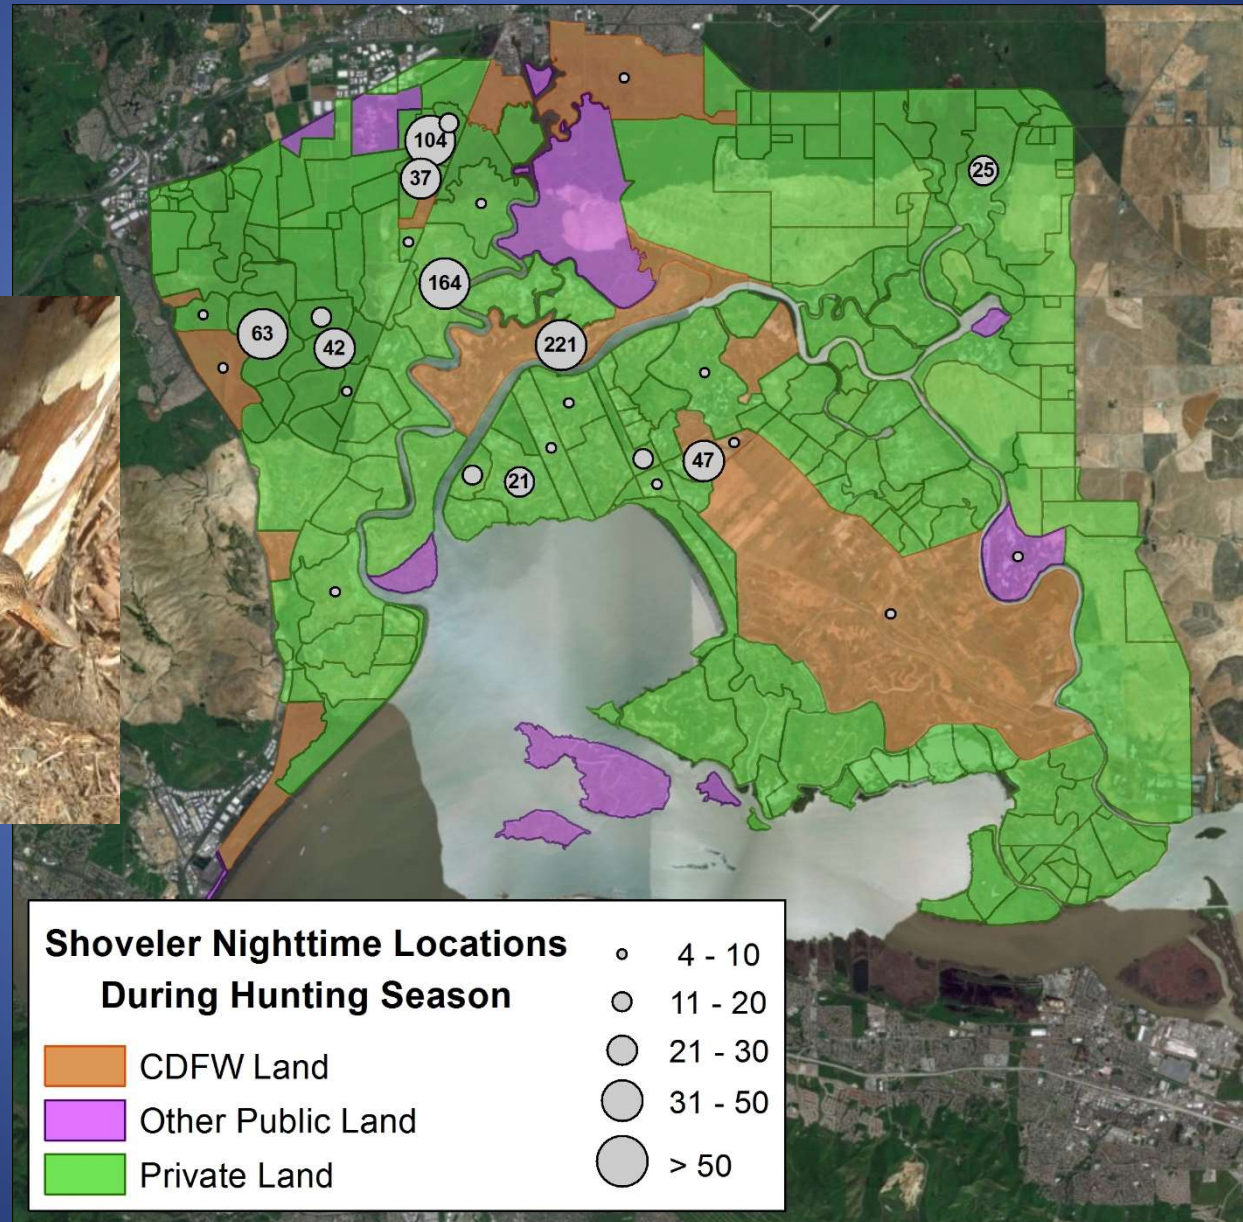 104
37
25
164
63
42
221
47
21
Shoveler Nighttime Locations
During Hunting Season
CDFW Land
Other Public Land
Private Land
4 - 10
11 - 20
21 - 30
31 - 50
> 50